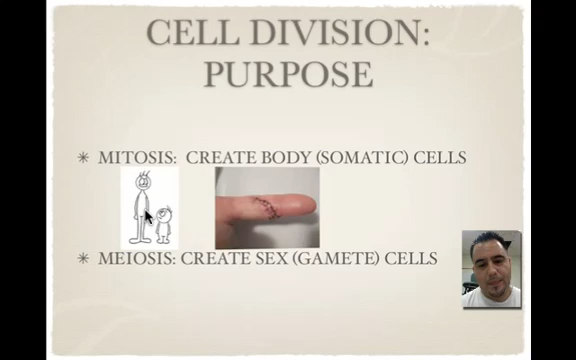 CELL DIVISION:
PURPOSE
✳ MITOSIS: CREATE BODY (SOMATIC) CELLS
✳ MEIOSIS: CREATE SEX (GAMETE) CELLS